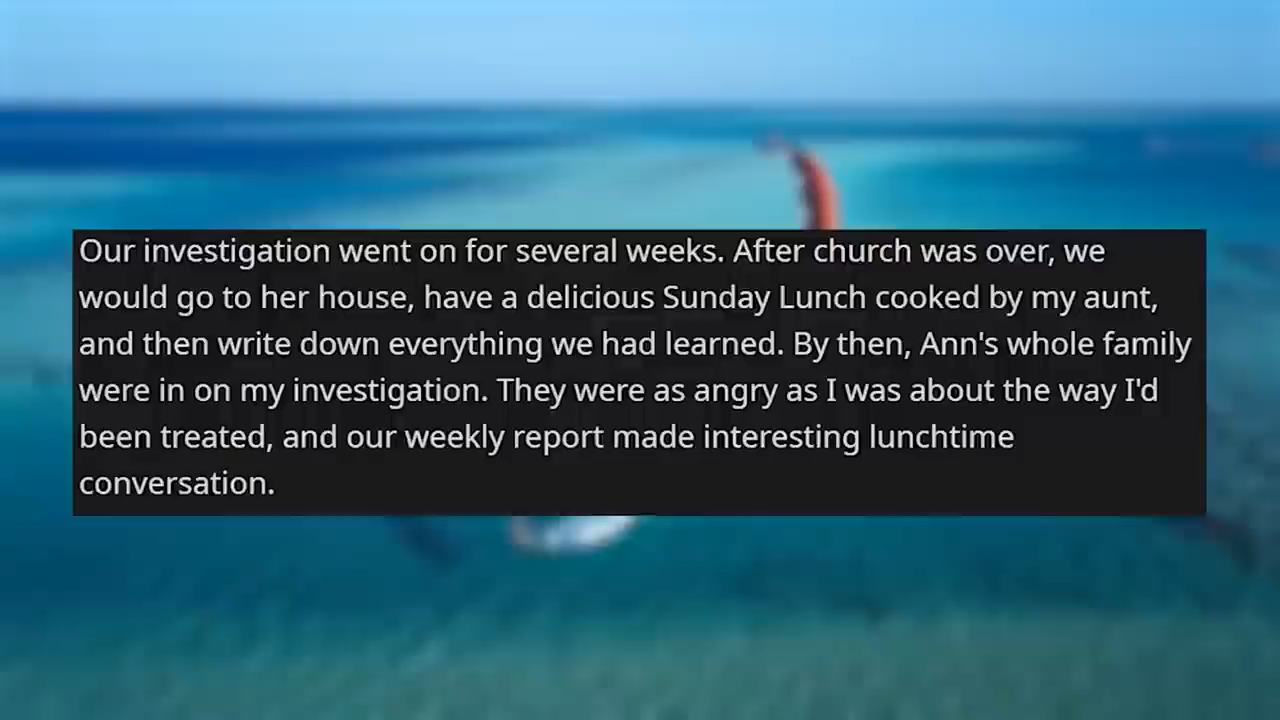 Our investigation went on for several weeks. After church was over, we
would go to her house, have a delicious Sunday Lunch cooked by my aunt,
and then write down everything we had learned. By then, Ann's whole family
were in on my investigation. They were as angry as I was about the way I'd
been treated, and our weekly report made interesting lunchtime
conversation.